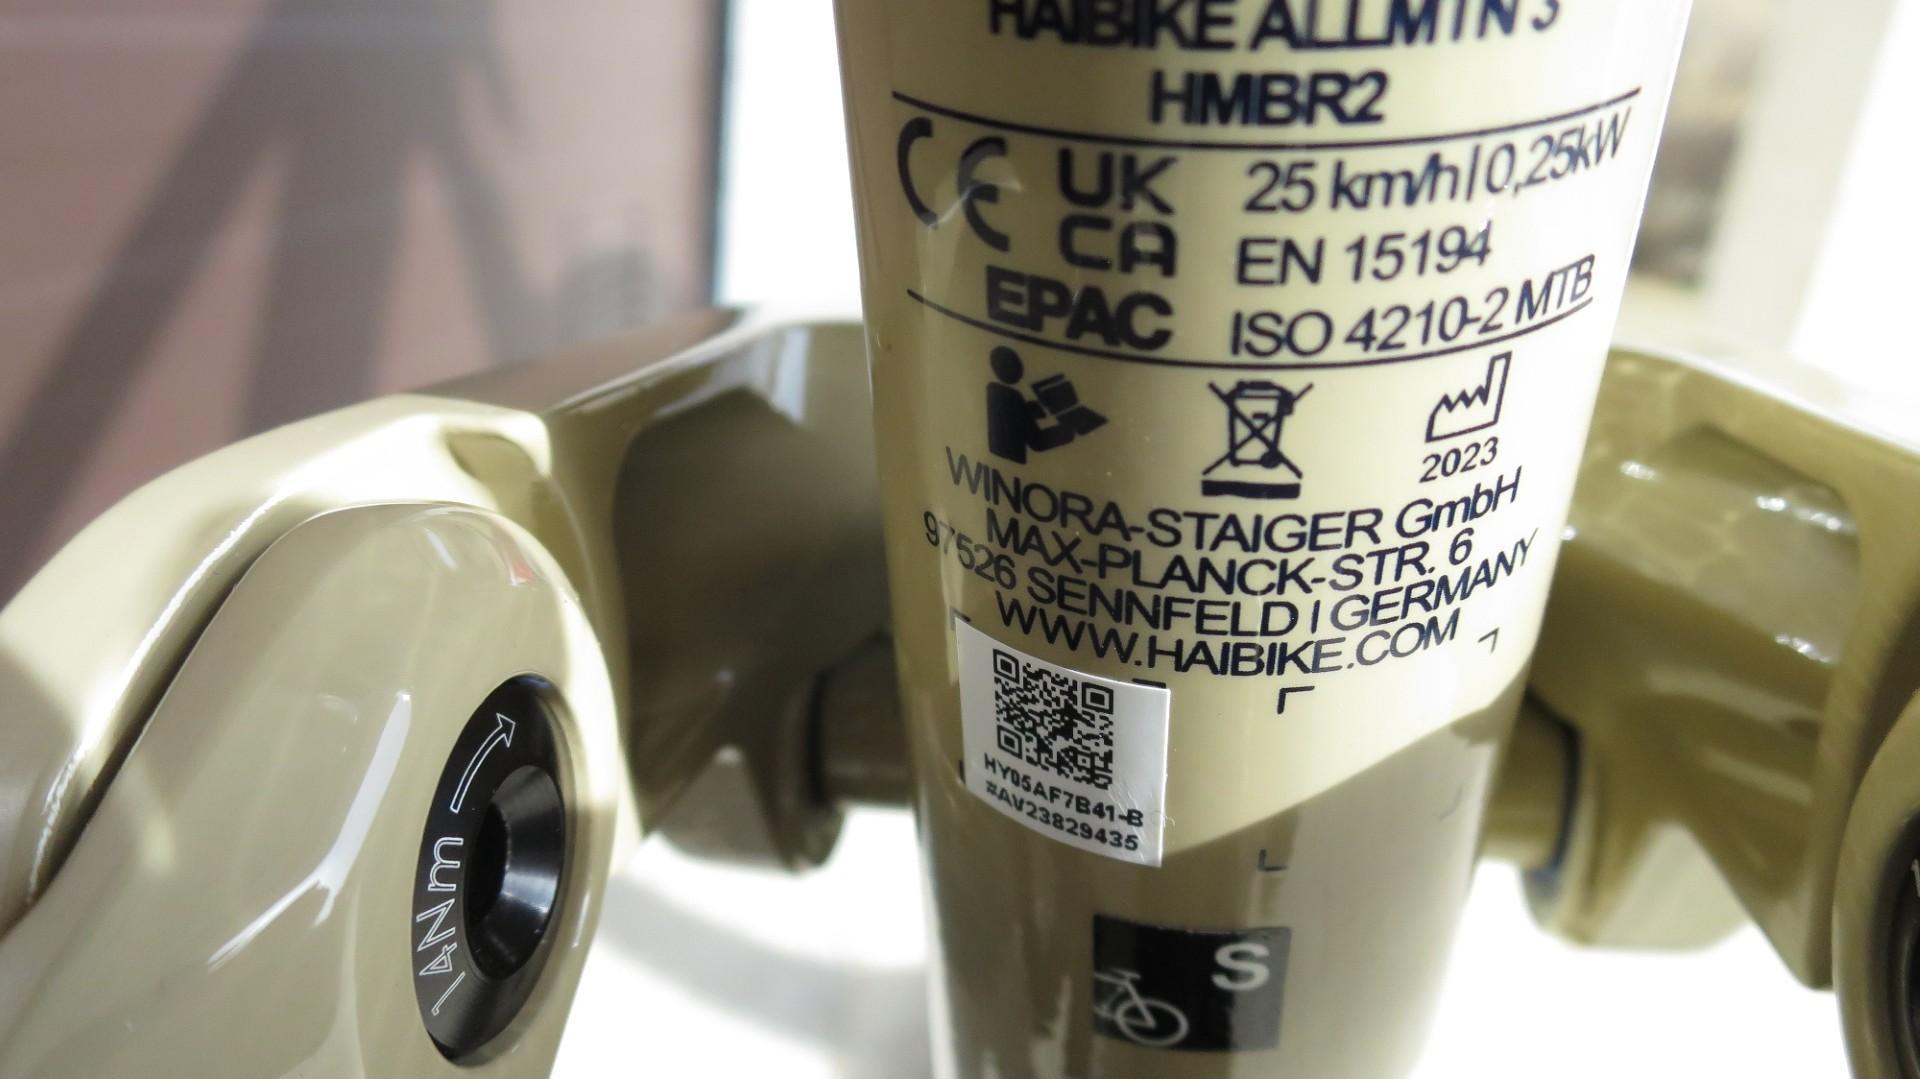 HAIBIKE ALLMTN 3
HMBR2
CE UK CA 25 km/h | 0,25kW
EN 15194
EPAC ISO 4210-2 MTB
2023
WINORA-STAIGER GmbH
MAX-PLANCK-STR. 6
97526 SENNFELD | GERMANY
WWW.HAIBIKE.COM
HY05AF7B41-B
#AV23829435
S
14Nm